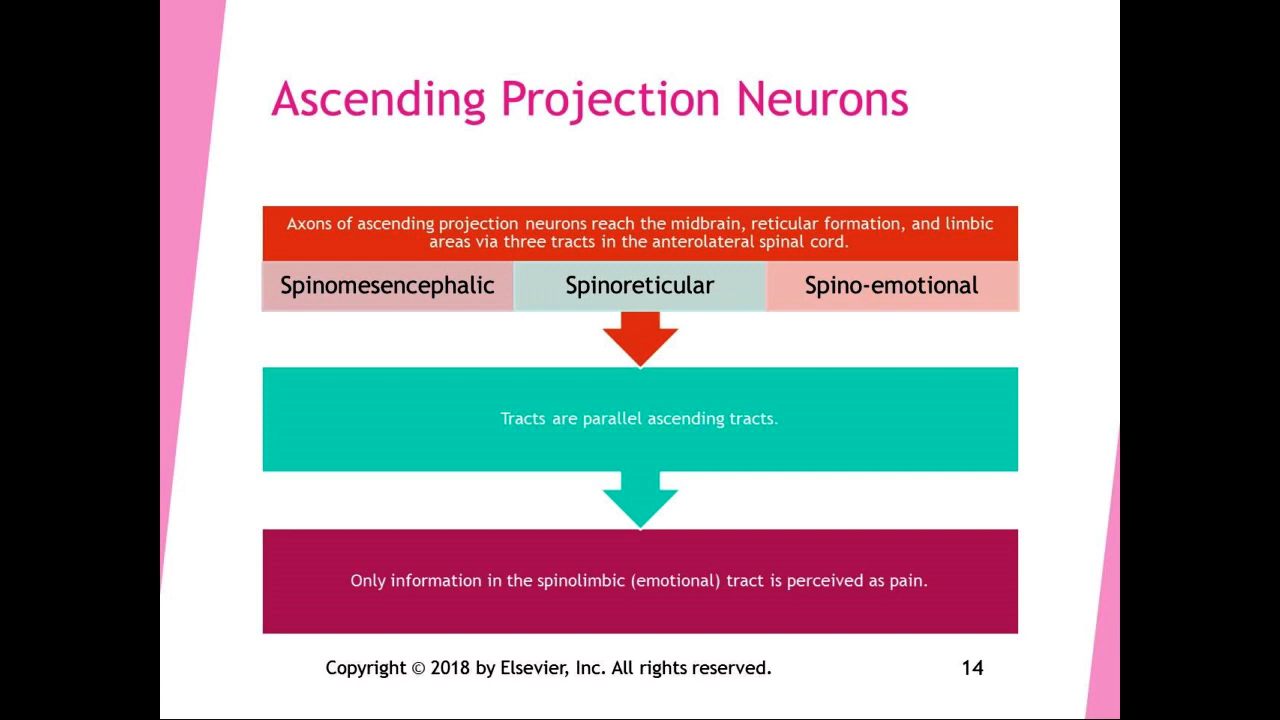 Ascending Projection Neurons
Axons of ascending projection neurons reach the midbrain, reticular formation, and limbic
areas via three tracts in the anterolateral spinal cord.
Spinomesencephalic
Spinoreticular
Spino-emotional
Tracts are parallel ascending tracts.
Only information in the spinolimbic (emotional) tract is perceived as pain.
Copyright © 2018 by Elsevier, Inc. All rights reserved.
14